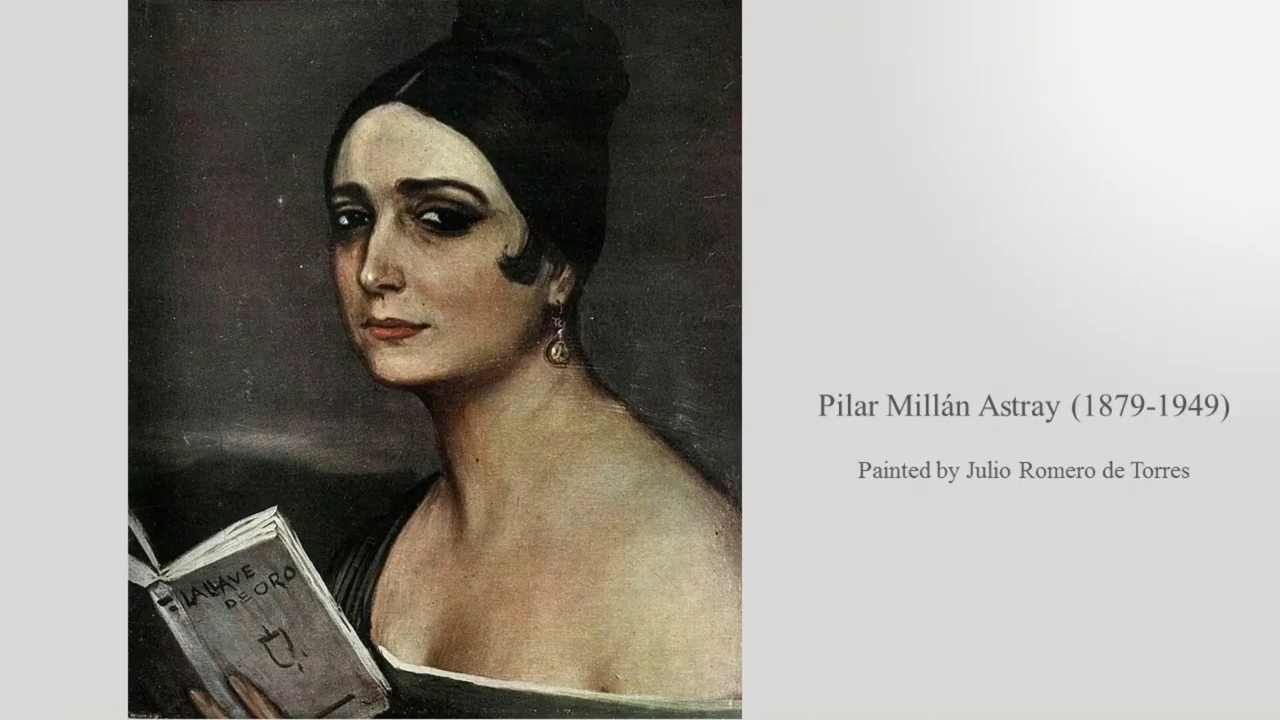 LA LLAVE
DE ORO
Pilar Millán Astray (1879-1949)
Painted by Julio Romero de Torres